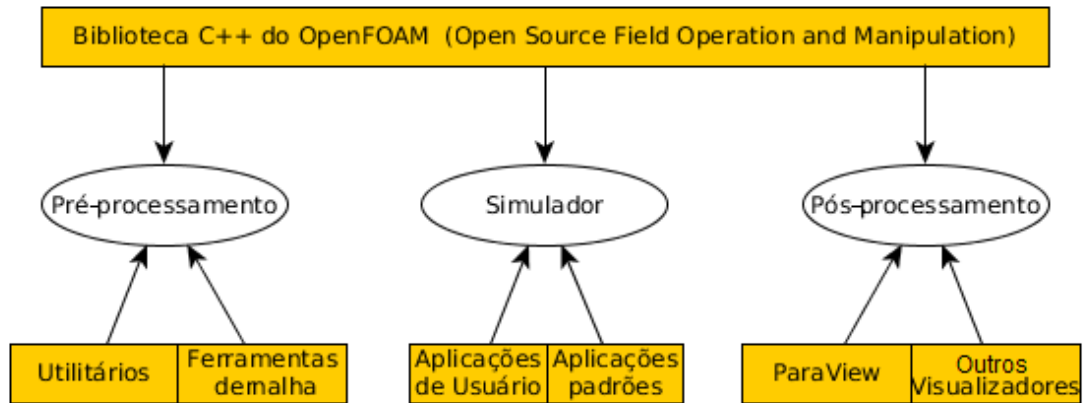 Biblioteca C++ do OpenFOAM (Open Source Field Operation and Manipulation)
Pré-processamento
Simulador
Pós-processamento
Utilitários
Ferramentas
demalha
Aplicações
de Usuário
Aplicações
padrões
ParaView
Outros
Visualizadores